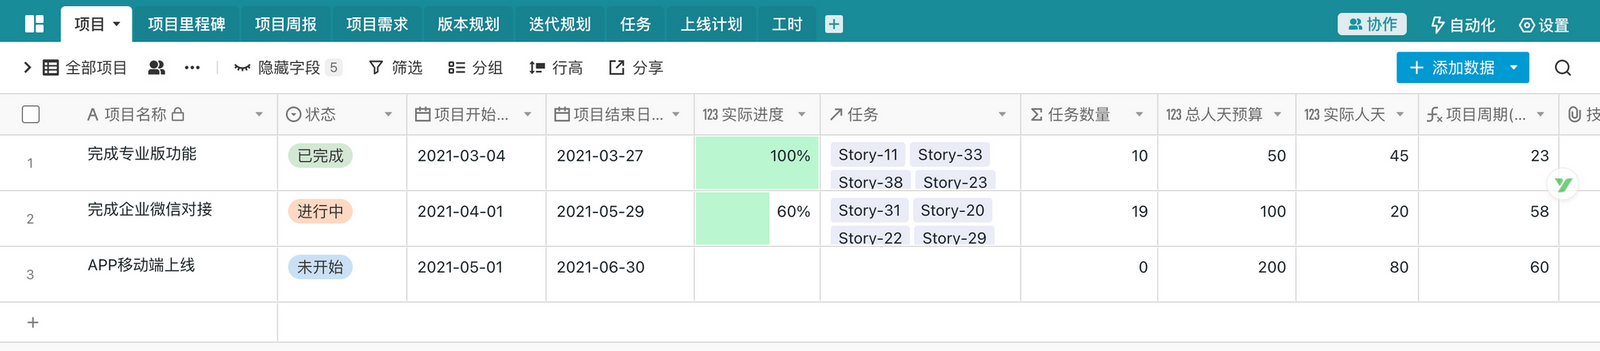 项目 项目里程碑 项目周报 项目需求 版本规划 迭代规划 任务 上线计划 工时 协作 自动化 设置
全部项目 ... 隐藏字段 5 筛选 分组 行高 分享 + 添加数据
A 项目名称 状态 项目开始... 项目结束日... 123 实际进度 任务 Σ 任务数量 123 总人天预算 123 实际人天 fx 项目周期(... 技
1 完成专业版功能 已完成 2021-03-04 2021-03-27 100% Story-11 Story-33 10 50 45 23
Story-38 Story-23
2 完成企业微信对接 进行中 2021-04-01 2021-05-29 60% Story-31 Story-20 19 100 20 58
Story-22 Story-29
3 APP移动端上线 未开始 2021-05-01 2021-06-30 0 200 80 60
+